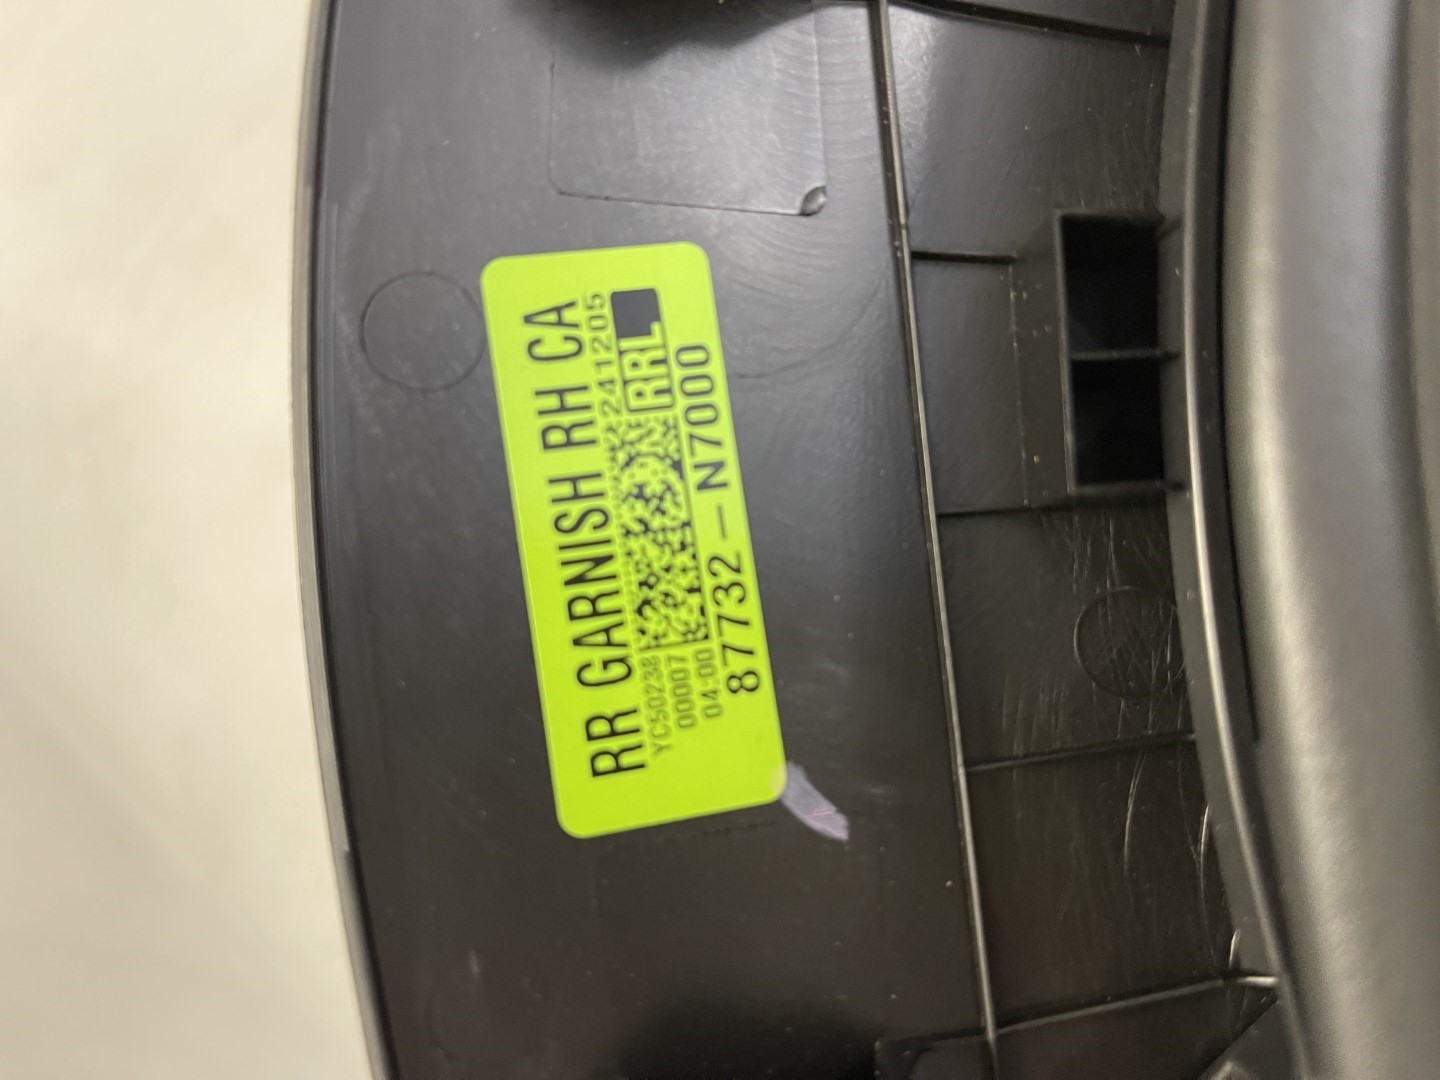 RR GARNISH RH CA
YC50238 241205
00007 RRL
04:00
87732-N7000